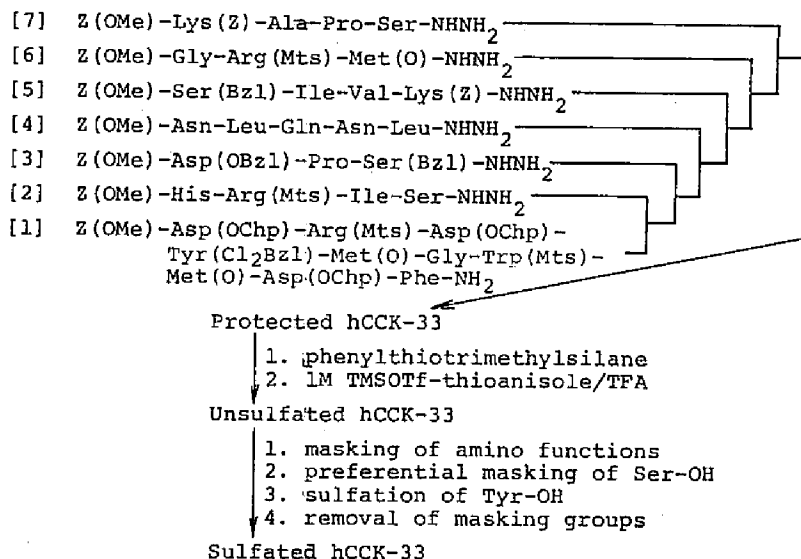 [7] Z(OMe)-Lys(Z)-Ala-Pro-Ser-NHNH2
[6] Z(OMe)-Gly-Arg(Mts)-Met(O)-NHNH2
[5] Z(OMe)-Ser(Bzl)-Ile-Val-Lys(Z)-NHNH2
[4] Z(OMe)-Asn-Leu-Gln-Asn-Leu-NHNH2
[3] Z(OMe)-Asp(OBzl)-Pro-Ser(Bzl)-NHNH2
[2] Z(OMe)-His-Arg(Mts)-Ile-Ser-NHNH2
[1] Z(OMe)-Asp(OChp)-Arg(Mts)-Asp(OChp)-
Tyr(Cl2Bzl)-Met(O)-Gly-Trp(Mts)-
Met(O)-Asp(OChp)-Phe-NH2
Protected hCCK-33
1. phenylthiotrimethylsilane
2. 1M TMSOTf-thioanisole/TFA
Unsulfated hCCK-33
1. masking of amino functions
2. preferential masking of Ser-OH
3. sulfation of Tyr-OH
4. removal of masking groups
Sulfated hCCK-33